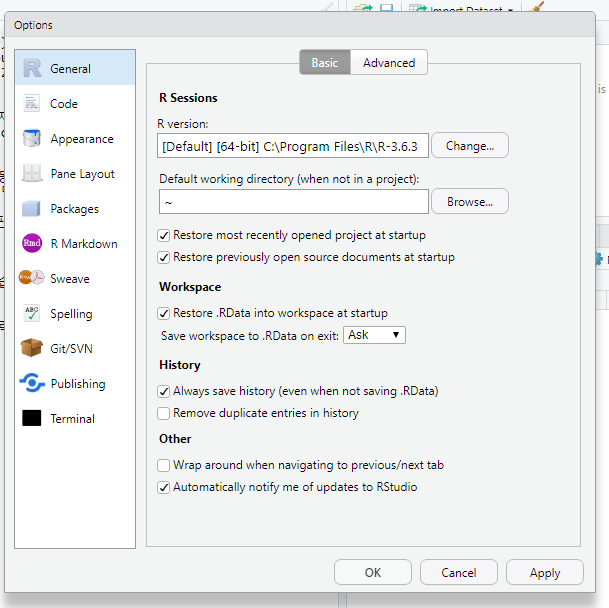 Import Dataset
Options
General
Code
Appearance
Pane Layout
Packages
Rmd R Markdown
Sweave
ABC Spelling
Git/SVN
Publishing
Terminal
Basic Advanced
R Sessions
R version:
[Default] [64-bit] C:\Program Files\R\R-3.6.3 Change...
Default working directory (when not in a project):
~ Browse...
Restore most recently opened project at startup
Restore previously open source documents at startup
Workspace
Restore .RData into workspace at startup
Save workspace to .RData on exit: Ask
History
Always save history (even when not saving .RData)
Remove duplicate entries in history
Other
Wrap around when navigating to previous/next tab
Automatically notify me of updates to RStudio
OK Cancel Apply
is